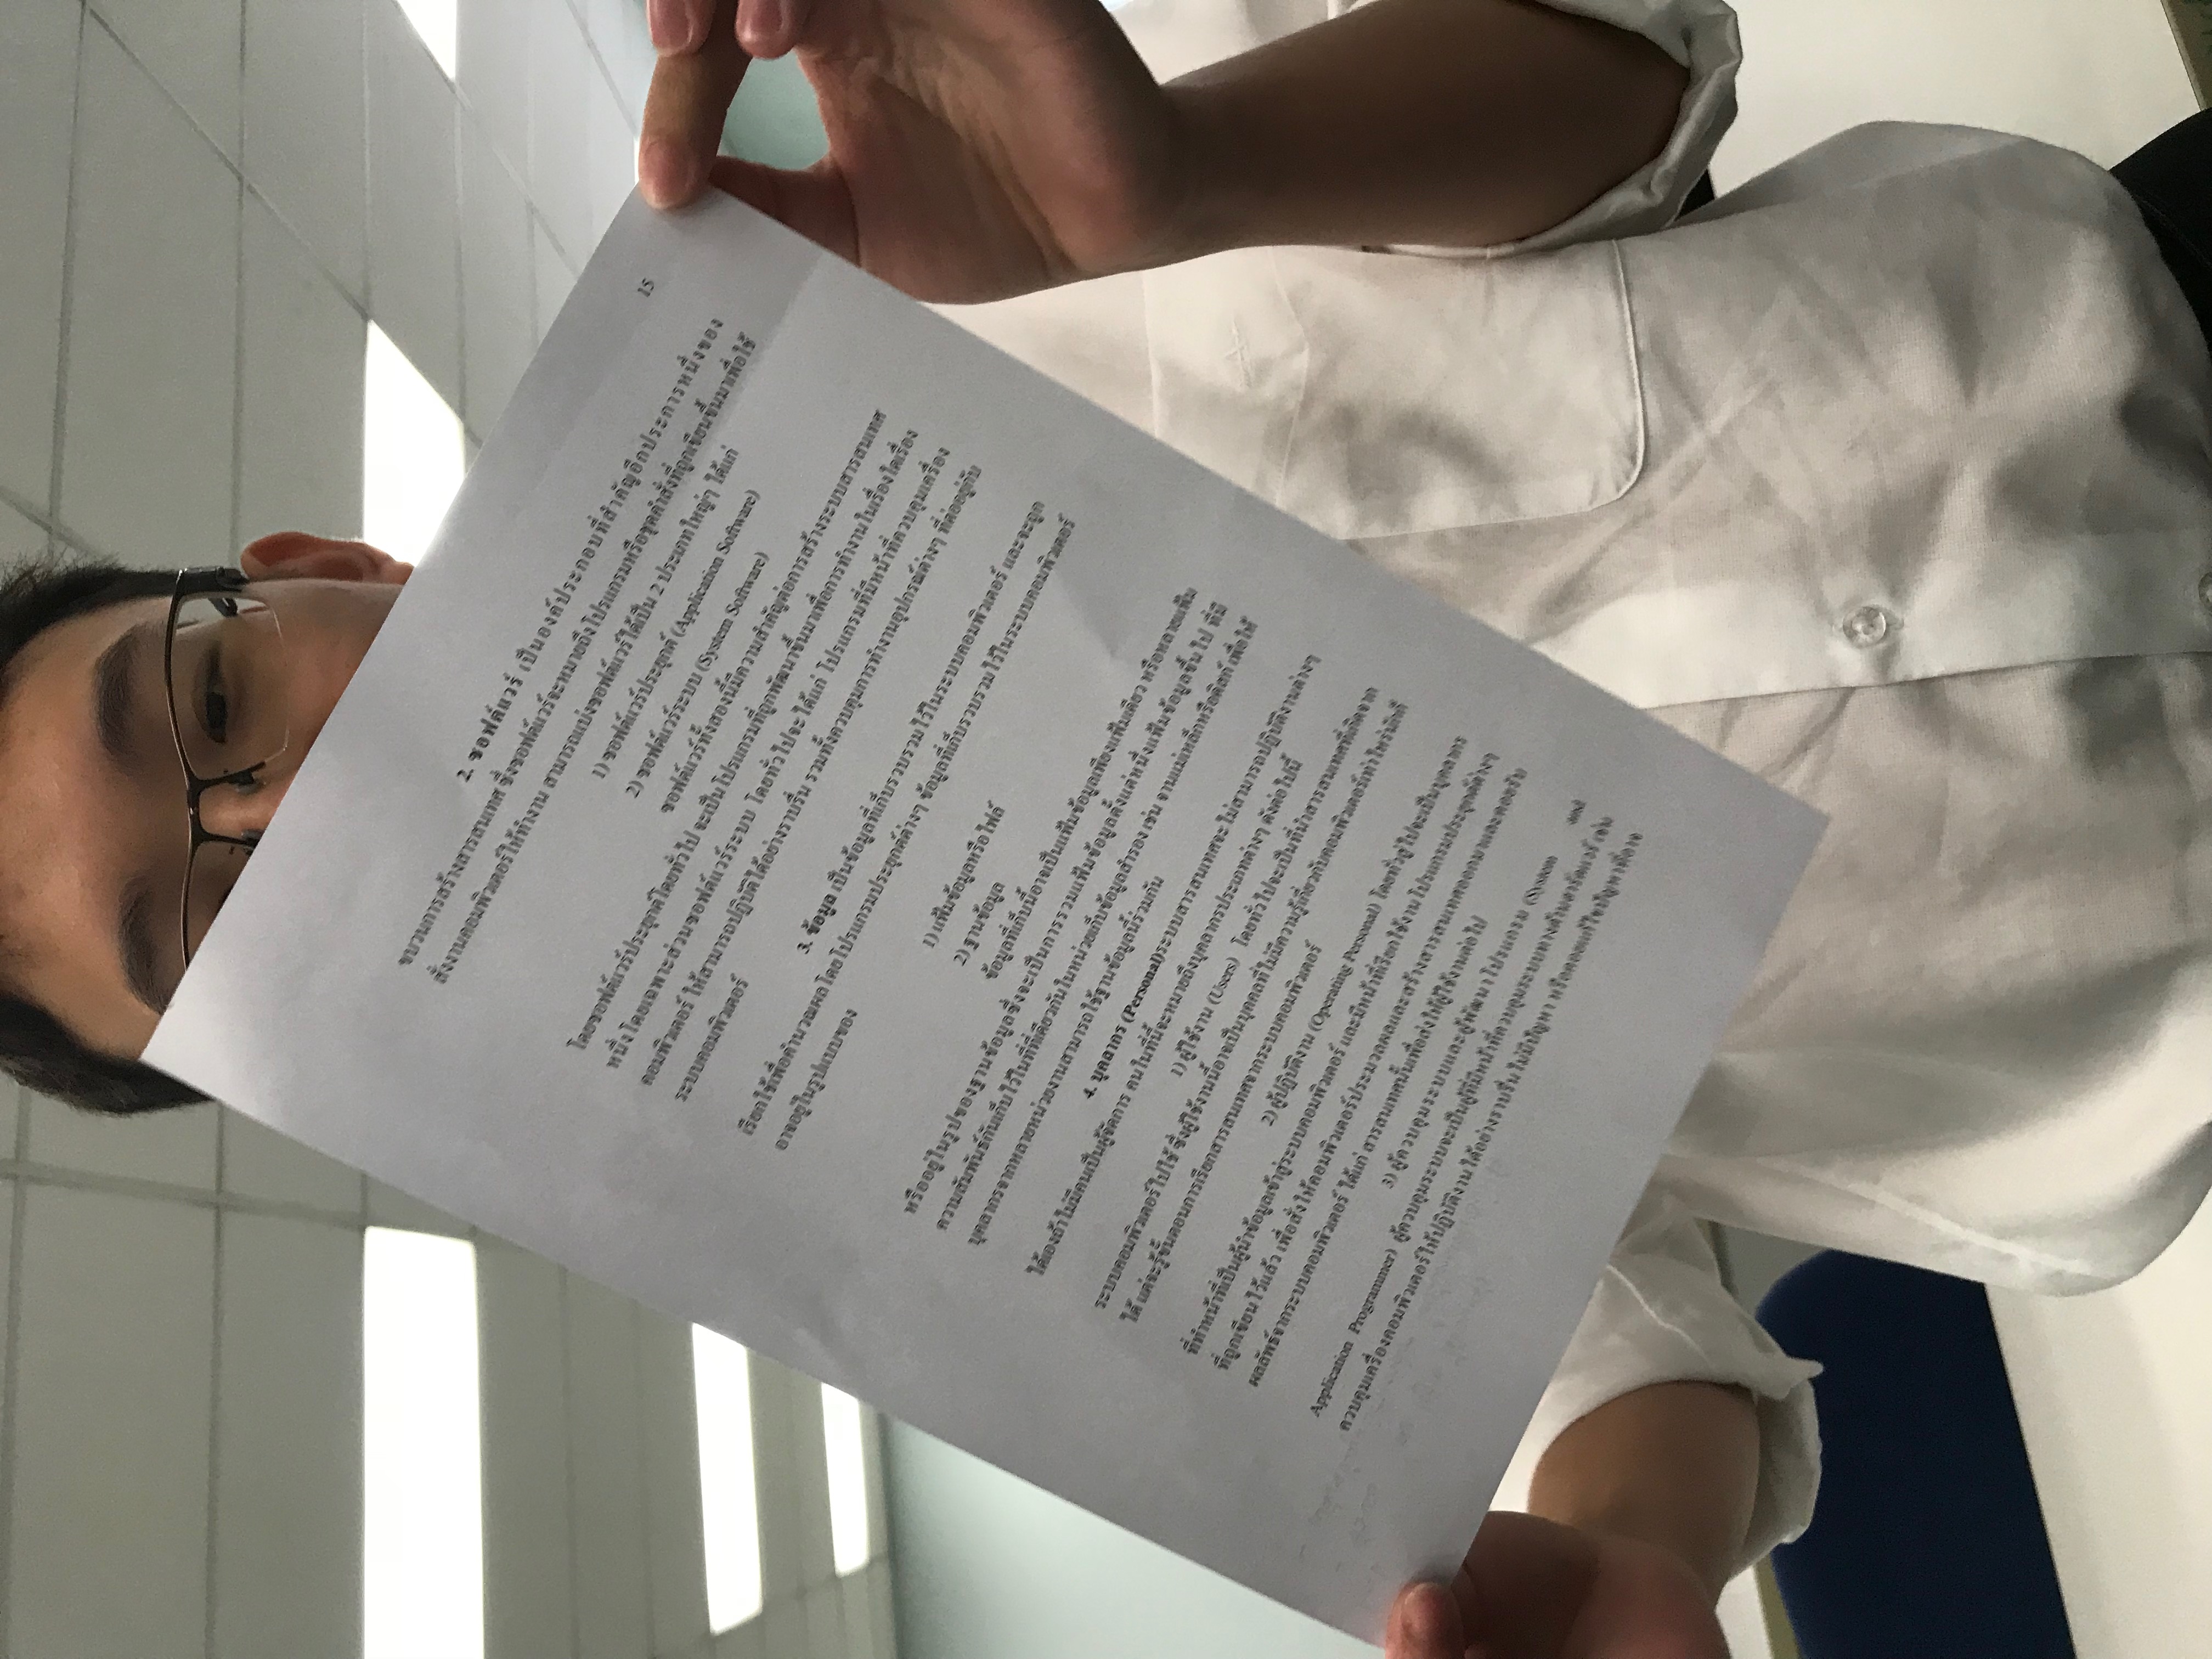 15
2. ซอฟต์แวร์ เป็นองค์ประกอบที่สำคัญอีกประการหนึ่งของ
ขบวนการสร้างสารสนเทศ ซึ่งซอฟต์แวร์จะหมายถึงโปรแกรมหรือชุดคำสั่งที่ถูกเขียนขึ้นมาเพื่อใช้
สั่งงานคอมพิวเตอร์ให้ทำงาน สามารถแบ่งซอฟต์แวร์ได้เป็น 2 ประเภทใหญ่ๆ ได้แก่
1) ซอฟต์แวร์ประยุกต์ (Application Software)
2) ซอฟต์แวร์ระบบ (System Software)
ซอฟต์แวร์ทั้งสองนี้มีความสำคัญต่อการสร้างระบบสารสนเทศ
โดยซอฟต์แวร์ประยุกต์โดยทั่วไป จะเป็นโปรแกรมที่ถูกพัฒนาขึ้นมาเพื่อการทำงานในเรื่องใดเรื่อง
หนึ่งโดยเฉพาะส่วนซอฟต์แวร์ระบบ โดยทั่วไปจะได้แก่ โปรแกรมที่มีหน้าที่ควบคุมเครื่อง
คอมพิวเตอร์ ให้สามารถปฏิบัติได้อย่างราบรื่น รวมทั้งควบคุมการทำงานอุปกรณ์ต่างๆ ที่ต่ออยู่กับ
ระบบคอมพิวเตอร์
3. ข้อมูล เป็นข้อมูลที่เก็บรวบรวมไว้ในระบบคอมพิวเตอร์ และจะถูก
เรียกใช้เพื่อคำนวณผลโดยโปรแกรมประยุกต์ต่างๆ ข้อมูลที่เก็บรวบรวมไว้ในระบบคอมพิวเตอร์
อาจอยู่ในรูปแบบของ
1) แฟ้มข้อมูลหรือไฟล์
2) ฐานข้อมูล
ข้อมูลที่เก็บนี้อาจเป็นแฟ้มข้อมูลเพียงแฟ้มเดียว หรือหลายแฟ้ม
หรืออยู่ในรูปของฐานข้อมูลซึ่งจะเป็นการรวมแฟ้มข้อมูลตั้งแต่หนึ่งแฟ้มข้อมูลขึ้นไป ที่มี
ความสัมพันธ์กันเก็บไว้ในที่ที่เดียวกันในหน่วยเก็บข้อมูลสำรอง เช่น จานแม่เหล็กหรือดิสก์ เพื่อให้
บุคลากรจากหลายหน่วยงานสามารถใช้ฐานข้อมูลนี้ร่วมกัน
4. บุคลากร (Personal)ระบบสารสนเทศจะไม่สามารถปฏิบัติงานต่างๆ
ได้เองถ้าไม่มีคนเป็นผู้จัดการ คนในที่นี้จะหมายถึงบุคลากรประเภทต่างๆ ดังต่อไปนี้
1) ผู้ใช้งาน (Users) โดยทั่วไปจะเป็นที่นำสารสนเทศที่เกิดจาก
ระบบคอมพิวเตอร์ไปใช้ ซึ่งผู้ใช้งานนี้อาจเป็นบุคคลที่ไม่มีความรู้เกี่ยวกับคอมพิวเตอร์เท่าไหร่นักก็
ได้ แต่จะรู้ขั้นตอนการเรียกสารสนเทศจากระบบคอมพิวเตอร์
2) ผู้ปฏิบัติงาน (Operating Personal) โดยทั่วๆไปจะเป็นบุคลากร
ที่ทำหน้าที่เป็นผู้นำข้อมูลเข้าสู่ระบบคอมพิวเตอร์ และมีหน้าที่เรียกใช้งานโปรแกรมประยุกต์ต่างๆ
ที่ถูกเขียนไว้แล้ว เพื่อสั่งให้คอมพิวเตอร์ประมวลผลและสร้างสารสนเทศออกมาและคอยรับ
ผลลัพธ์จากระบบคอมพิวเตอร์ ได้แก่ สารสนเทศนั้นเพื่อส่งให้ผู้ใช้งานต่อไป
3) ผู้ควบคุมระบบและผู้พัฒนาโปรแกรม (System and
Application Programmer) ผู้ควบคุมระบบจะเป็นผู้ที่มีหน้าที่ควบคุมระบบทางด้านฮาร์ดแวร์ เช่น
ควบคุมเครื่องคอมพิวเตอร์ให้ปฏิบัติงานได้อย่างราบรื่น ไม่มีปัญหา หรือคอยแก้ไขปัญหาที่อาจ